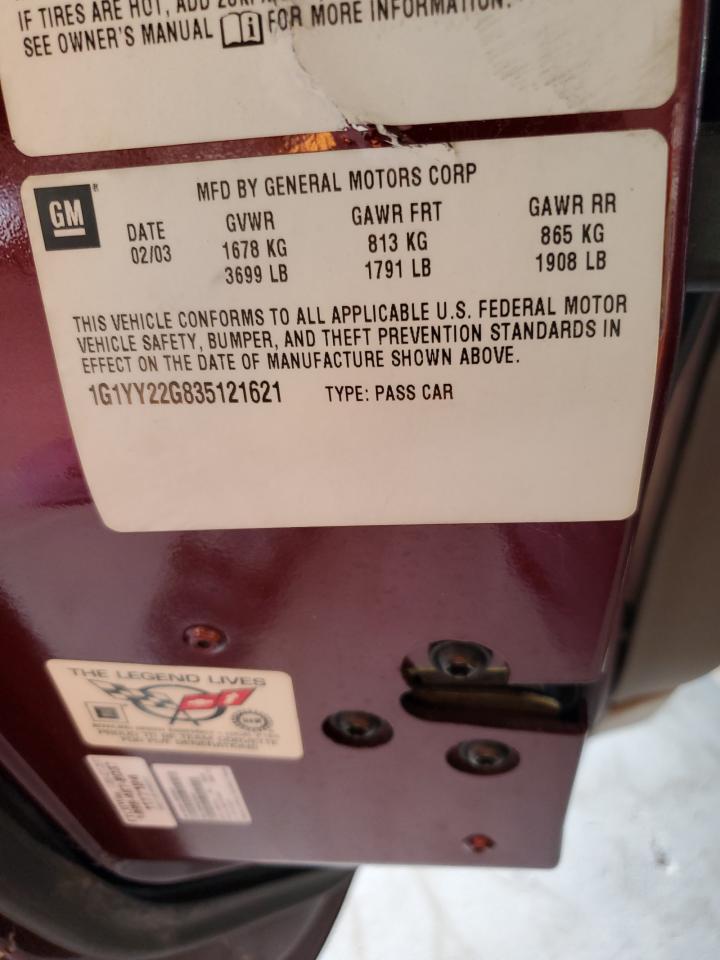 IF TIRES ARE HOT, ADD
SEE OWNER'S MANUAL FOR MORE INFORMATION.
GM
MFD BY GENERAL MOTORS CORP
DATE GVWR GAWR FRT GAWR RR
02/03 1678 KG 813 KG 865 KG
3699 LB 1791 LB 1908 LB
THIS VEHICLE CONFORMS TO ALL APPLICABLE U.S. FEDERAL MOTOR
VEHICLE SAFETY, BUMPER, AND THEFT PREVENTION STANDARDS IN
EFFECT ON THE DATE OF MANUFACTURE SHOWN ABOVE.
1G1YY22G835121621 TYPE: PASS CAR
THE LEGEND LIVES